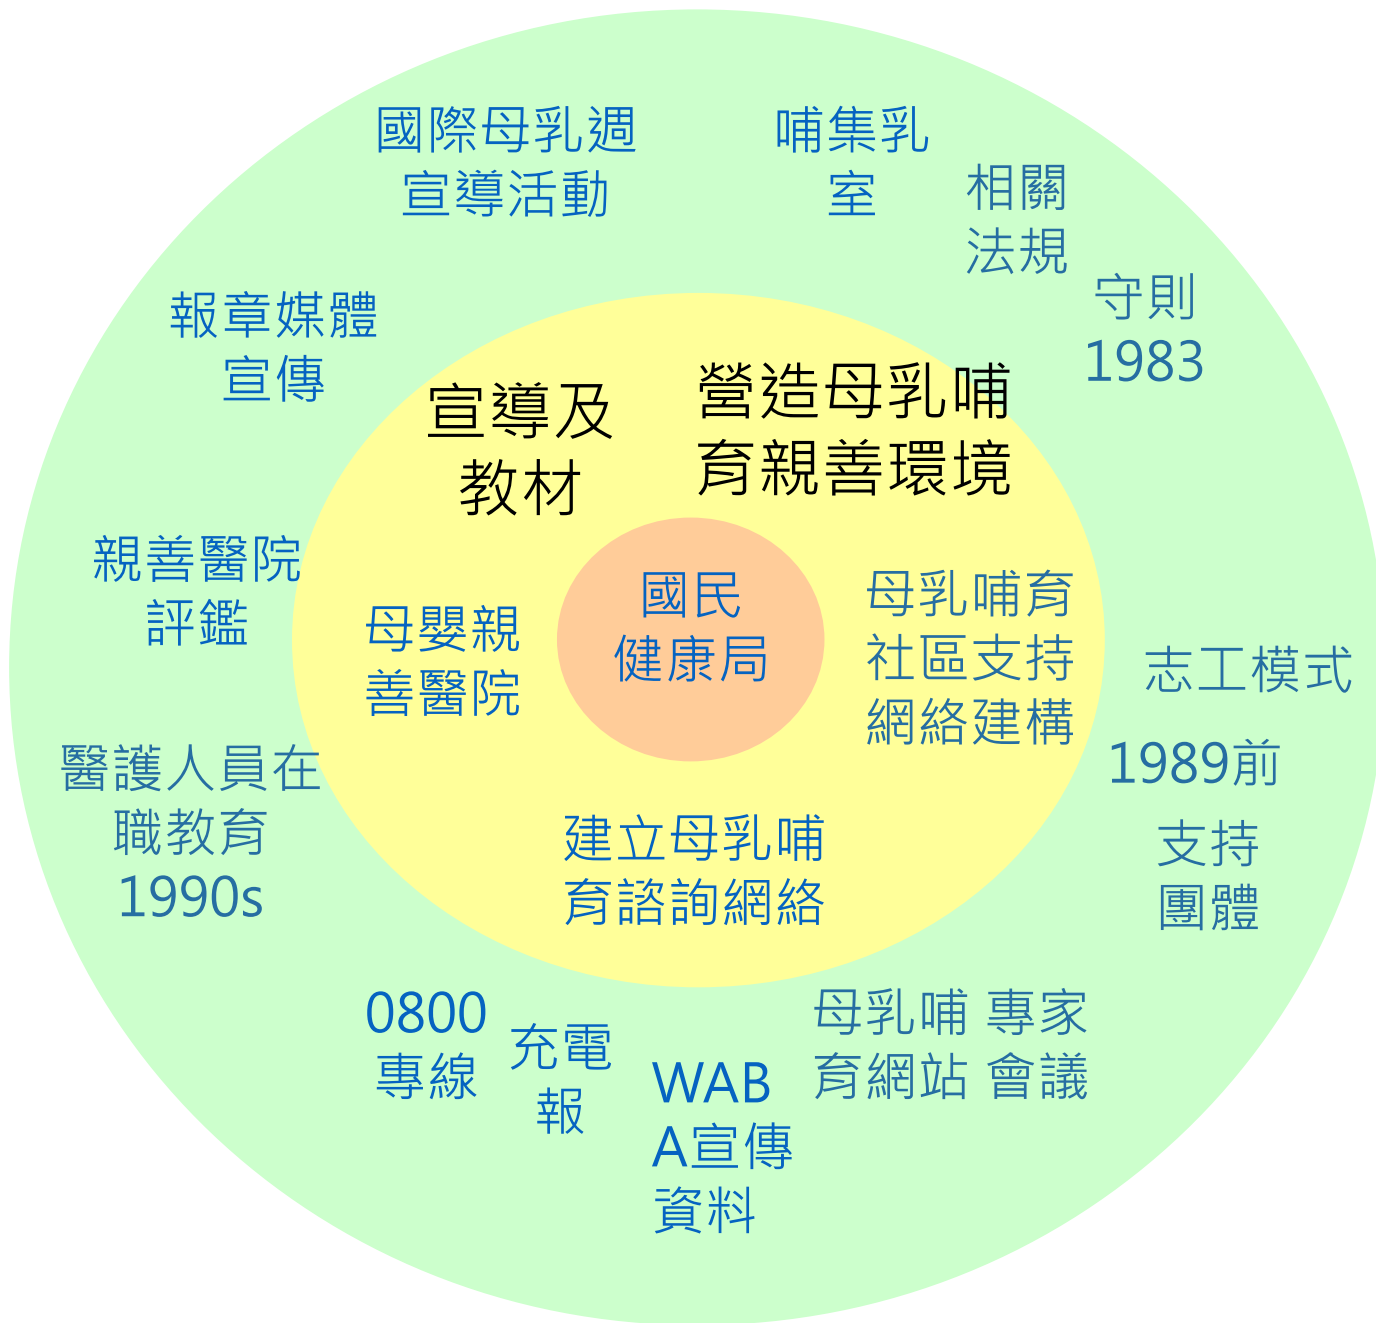 國際母乳週
宣導活動
哺集乳
室
相關
法規
守則
1983
報章媒體
宣傳
宣導及
教材
營造母乳哺
育親善環境
親善醫院
評鑑
母嬰親
善醫院
國民
健康局
母乳哺育
社區支持
網絡建構
志工模式
1989前
支持
團體
醫護人員在
職教育
1990s
建立母乳哺
育諮詢網絡
0800
專線
充電
報
WAB
A宣傳
資料
母乳哺
育網站
專家
會議